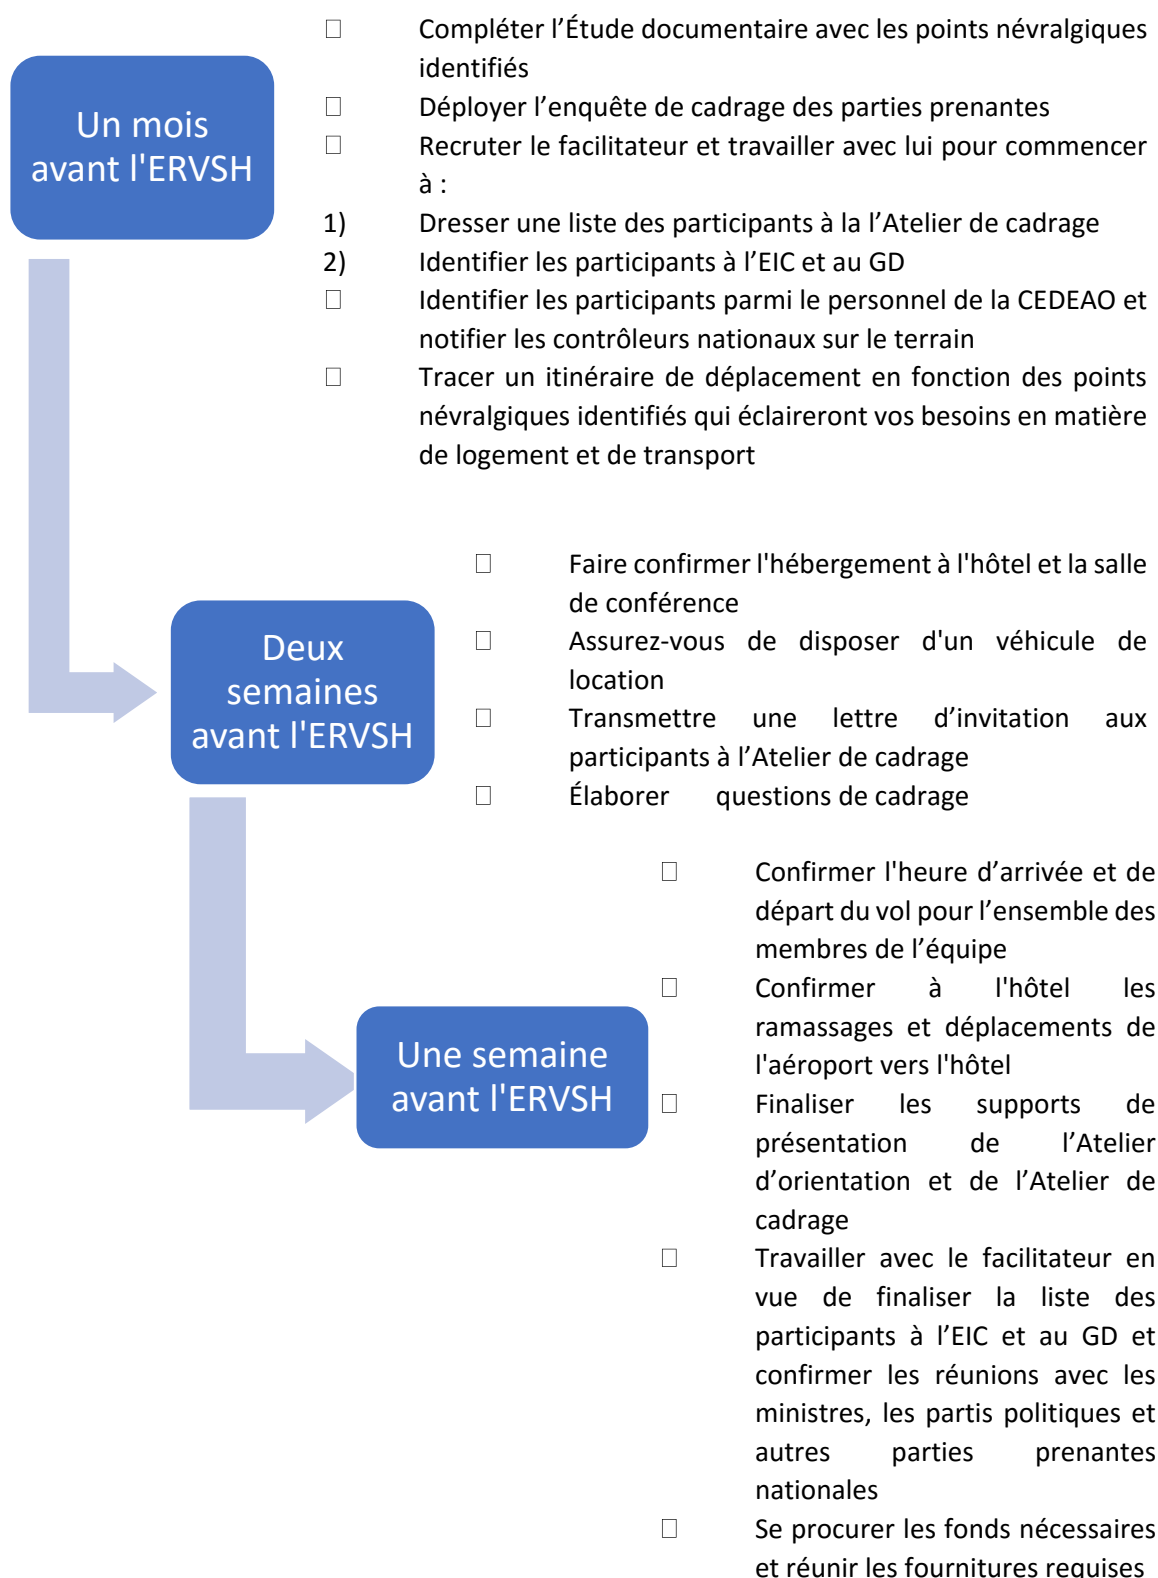 Un mois
avant l'ERVSH
☐ Compléter l’Étude documentaire avec les points névralgiques
identifiés
☐ Déployer l’enquête de cadrage des parties prenantes
☐ Recruter le facilitateur et travailler avec lui pour commencer
à :
1) Dresser une liste des participants à la l’Atelier de cadrage
2) Identifier les participants à l’EIC et au GD
☐ Identifier les participants parmi le personnel de la CEDEAO et
notifier les contrôleurs nationaux sur le terrain
☐ Tracer un itinéraire de déplacement en fonction des points
névralgiques identifiés qui éclaireront vos besoins en matière
de logement et de transport
Deux
semaines
avant l'ERVSH
☐ Faire confirmer l'hébergement à l'hôtel et la salle
de conférence
☐ Assurez-vous de disposer d'un véhicule de
location
☐ Transmettre une lettre d’invitation aux
participants à l’Atelier de cadrage
☐ Élaborer questions de cadrage
Une semaine
avant l'ERVSH
☐ Confirmer l'heure d’arrivée et de
départ du vol pour l’ensemble des
membres de l’équipe
☐ Confirmer à l'hôtel les
ramassages et déplacements de
l'aéroport vers l'hôtel
☐ Finaliser les supports de
présentation de l’Atelier
d’orientation et de l’Atelier de
cadrage
☐ Travailler avec le facilitateur en
vue de finaliser la liste des
participants à l’EIC et au GD et
confirmer les réunions avec les
ministres, les partis politiques et
autres parties prenantes
nationales
☐ Se procurer les fonds nécessaires
et réunir les fournitures requises